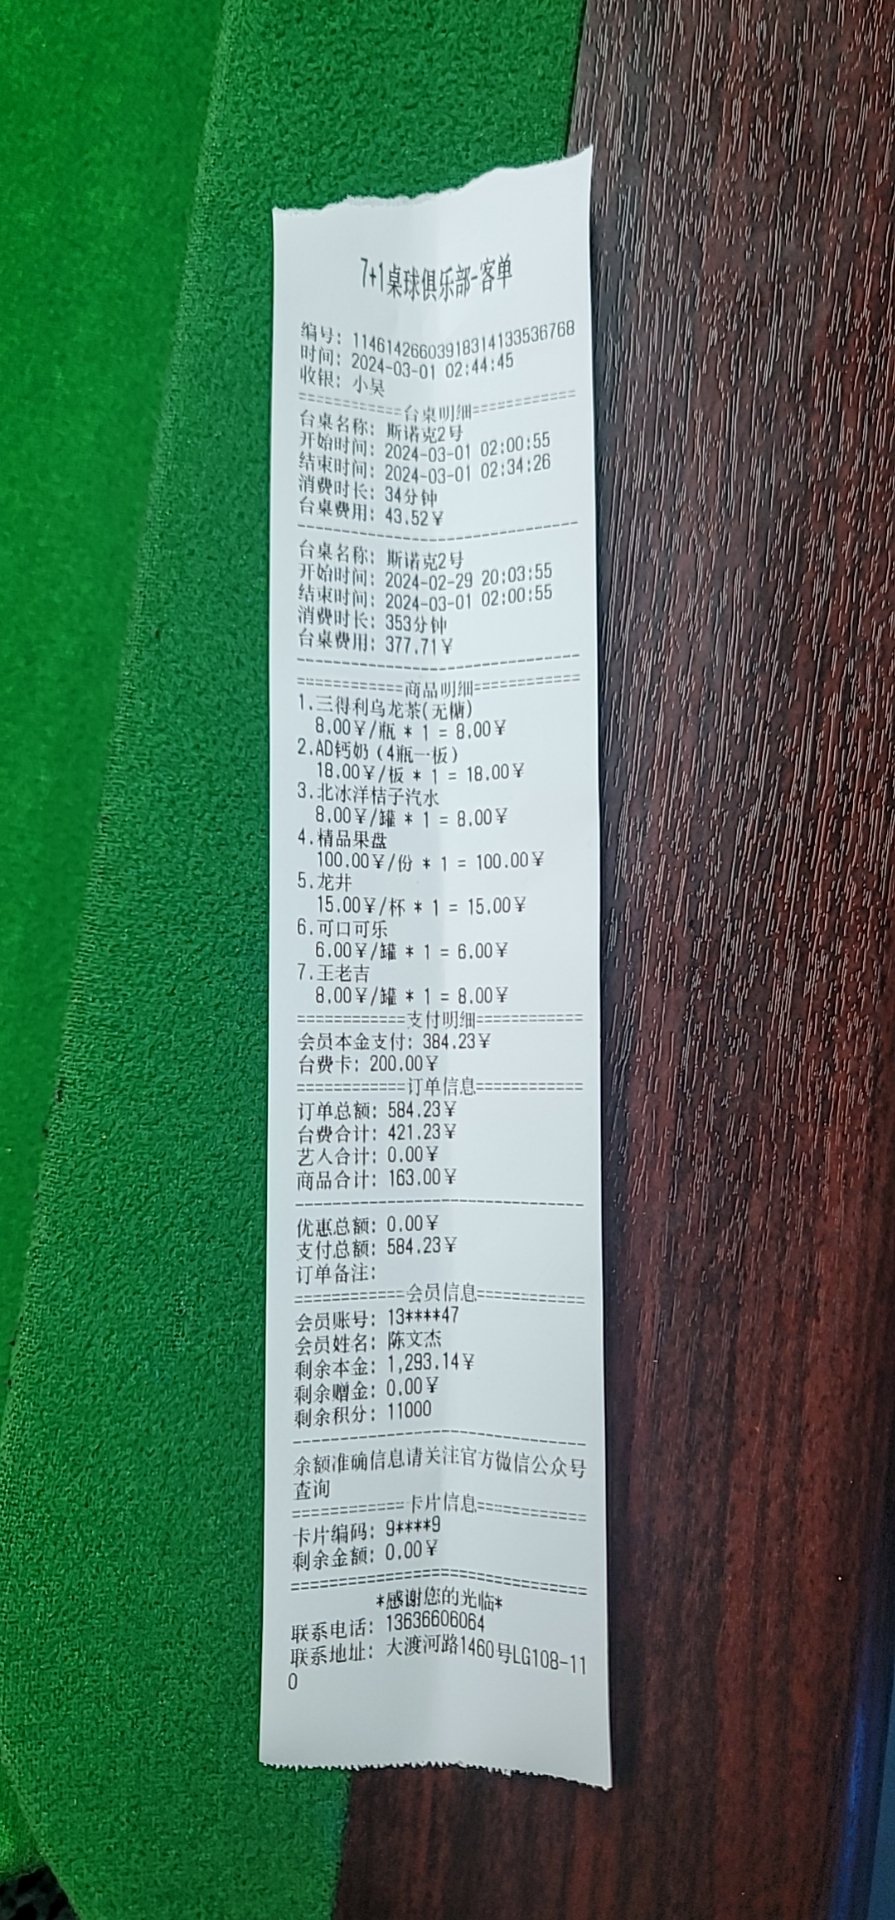 7+1桌球俱乐部-客单
编号: 11461426603918314133536768
时间: 2024-03-01 02:44:45
收银: 小吴
============台桌明细============
台桌名称: 斯诺克2号
开始时间: 2024-03-01 02:00:55
结束时间: 2024-03-01 02:34:26
消费时长: 34分钟
台桌费用: 43.52¥
--------------------------------
台桌名称: 斯诺克2号
开始时间: 2024-02-29 20:03:55
结束时间: 2024-03-01 02:00:55
消费时长: 353分钟
台桌费用: 377.71¥
--------------------------------
============商品明细============
1.三得利乌龙茶(无糖)
8.00¥/瓶 * 1 = 8.00¥
2.AD钙奶(4瓶一板)
18.00¥/板 * 1 = 18.00¥
3.北冰洋桔子汽水
8.00¥/罐 * 1 = 8.00¥
4.精品果盘
100.00¥/份 * 1 = 100.00¥
5.龙井
15.00¥/杯 * 1 = 15.00¥
6.可口可乐
6.00¥/罐 * 1 = 6.00¥
7.王老吉
8.00¥/罐 * 1 = 8.00¥
============支付明细============
会员本金支付: 384.23¥
台费卡: 200.00¥
============订单信息============
订单总额: 584.23¥
台费合计: 421.23¥
艺人合计: 0.00¥
商品合计: 163.00¥
--------------------------------
优惠总额: 0.00¥
支付总额: 584.23¥
订单备注:
============会员信息============
会员账号: 13****47
会员姓名: 陈文杰
剩余本金: 1,293.14¥
剩余赠金: 0.00¥
剩余积分: 11000
--------------------------------
余额准确信息请关注官方微信公众号
查询
============卡片信息============
卡片编码: 9****9
剩余金额: 0.00¥
================================
*感谢您的光临*
联系电话: 13636606064
联系地址: 大渡河路1460号LG108-11
0